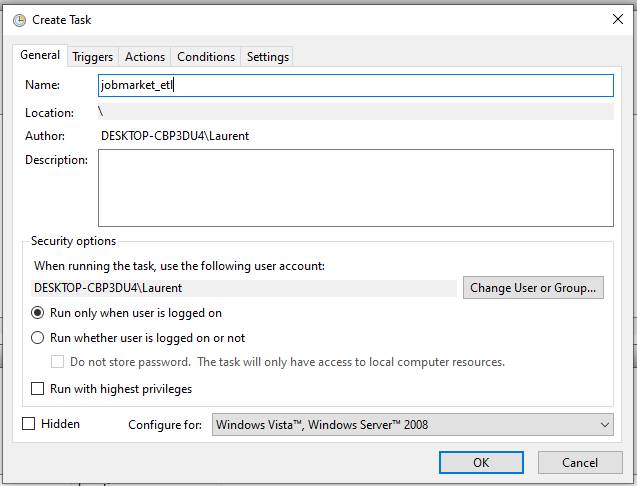 Create Task
General Triggers Actions Conditions Settings
Name: jobmarket_etl
Location: \
Author: DESKTOP-CBP3DU4\Laurent
Description:
Security options
When running the task, use the following user account:
DESKTOP-CBP3DU4\Laurent Change User or Group...
Run only when user is logged on
Run whether user is logged on or not
Do not store password. The task will only have access to local computer resources.
Run with highest privileges
Hidden Configure for: Windows Vista™, Windows Server™ 2008
OK Cancel